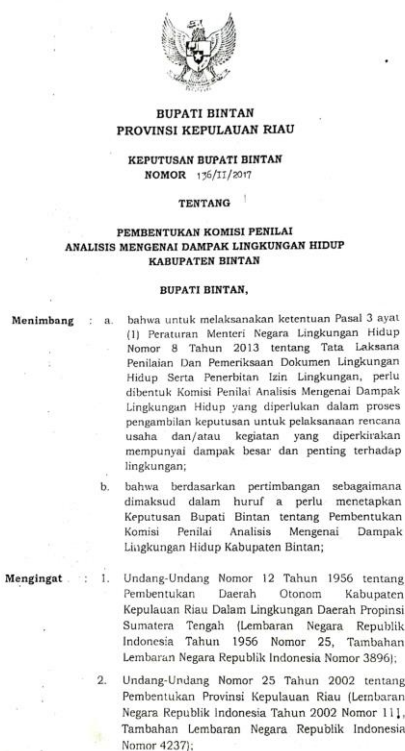 BUPATI BINTAN
PROVINSI KEPULAUAN RIAU
KEPUTUSAN BUPATI BINTAN
NOMOR 136/II/2017
TENTANG
PEMBENTUKAN KOMISI PENILAI
ANALISIS MENGENAI DAMPAK LINGKUNGAN HIDUP
KABUPATEN BINTAN
BUPATI BINTAN,
Menimbang : a. bahwa untuk melaksanakan ketentuan Pasal 3 ayat
(1) Peraturan Menteri Negara Lingkungan Hidup
Nomor 8 Tahun 2013 tentang Tata Laksana
Penilaian Dan Pemeriksaan Dokumen Lingkungan
Hidup Serta Penerbitan Izin Lingkungan, perlu
dibentuk Komisi Penilai Analisis Mengenai Dampak
Lingkungan Hidup yang diperlukan dalam proses
pengambilan keputusan untuk pelaksanaan rencana
usaha dan/atau kegiatan yang diperkirakan
mempunyai dampak besar dan penting terhadap
lingkungan;
b. bahwa berdasarkan pertimbangan sebagaimana
dimaksud dalam huruf a perlu menetapkan
Keputusan Bupati Bintan tentang Pembentukan
Komisi Penilai Analisis Mengenai Dampak
Lingkungan Hidup Kabupaten Bintan;
Mengingat : 1. Undang-Undang Nomor 12 Tahun 1956 tentang
Pembentukan Daerah Otonom Kabupaten
Kepulauan Riau Dalam Lingkungan Daerah Propinsi
Sumatera Tengah (Lembaran Negara Republik
Indonesia Tahun 1956 Nomor 25, Tambahan
Lembaran Negara Republik Indonesia Nomor 3896);
2. Undang-Undang Nomor 25 Tahun 2002 tentang
Pembentukan Provinsi Kepulauan Riau (Lembaran
Negara Republik Indonesia Tahun 2002 Nomor 111,
Tambahan Lembaran Negara Republik Indonesia
Nomor 4237);